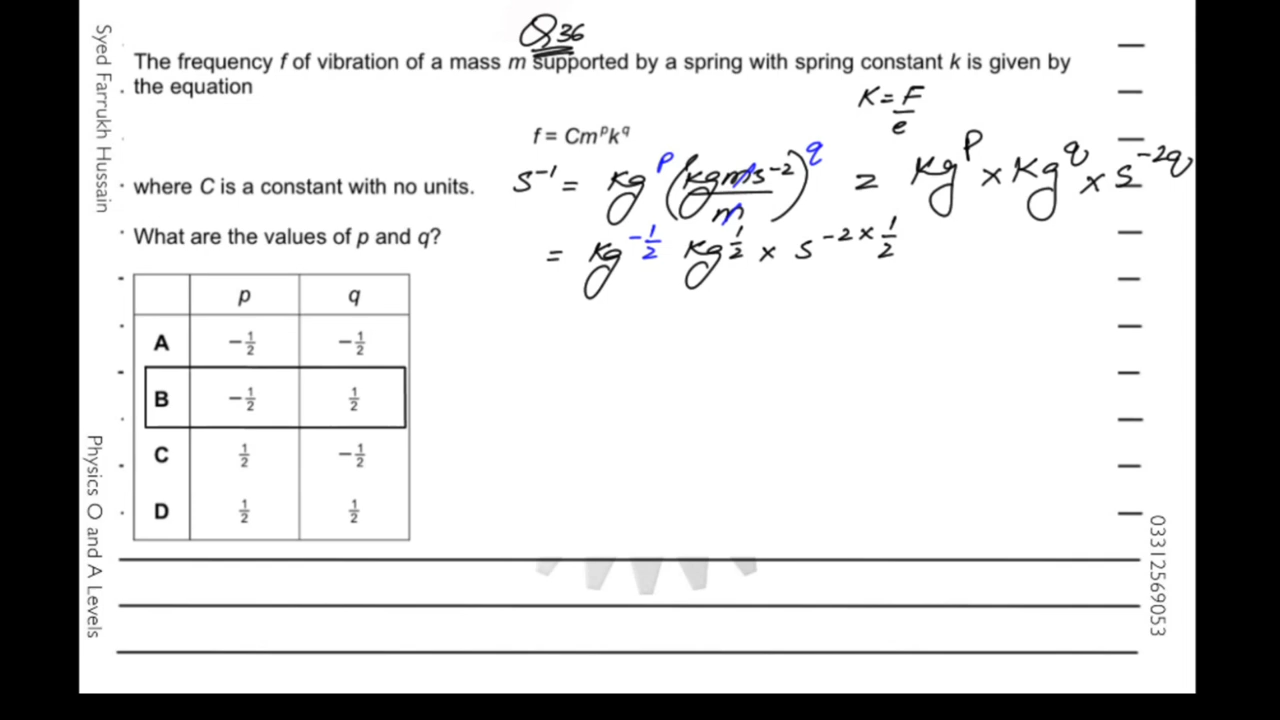 Q36
The frequency f of vibration of a mass m supported by a spring with spring constant k is given by
the equation
K = F/e
f = Cm^p k^q
where C is a constant with no units.
s^-1 = kg^p (kgms^-2/m)^q = kg^p × kg^q × s^-2q
What are the values of p and q?
= kg^-1/2 kg^1/2 × s^-2×1/2
p q
A -1/2 -1/2
B -1/2 1/2
C 1/2 -1/2
D 1/2 1/2
Syed Farrukh Hussain
Physics O and A Levels
03312569053